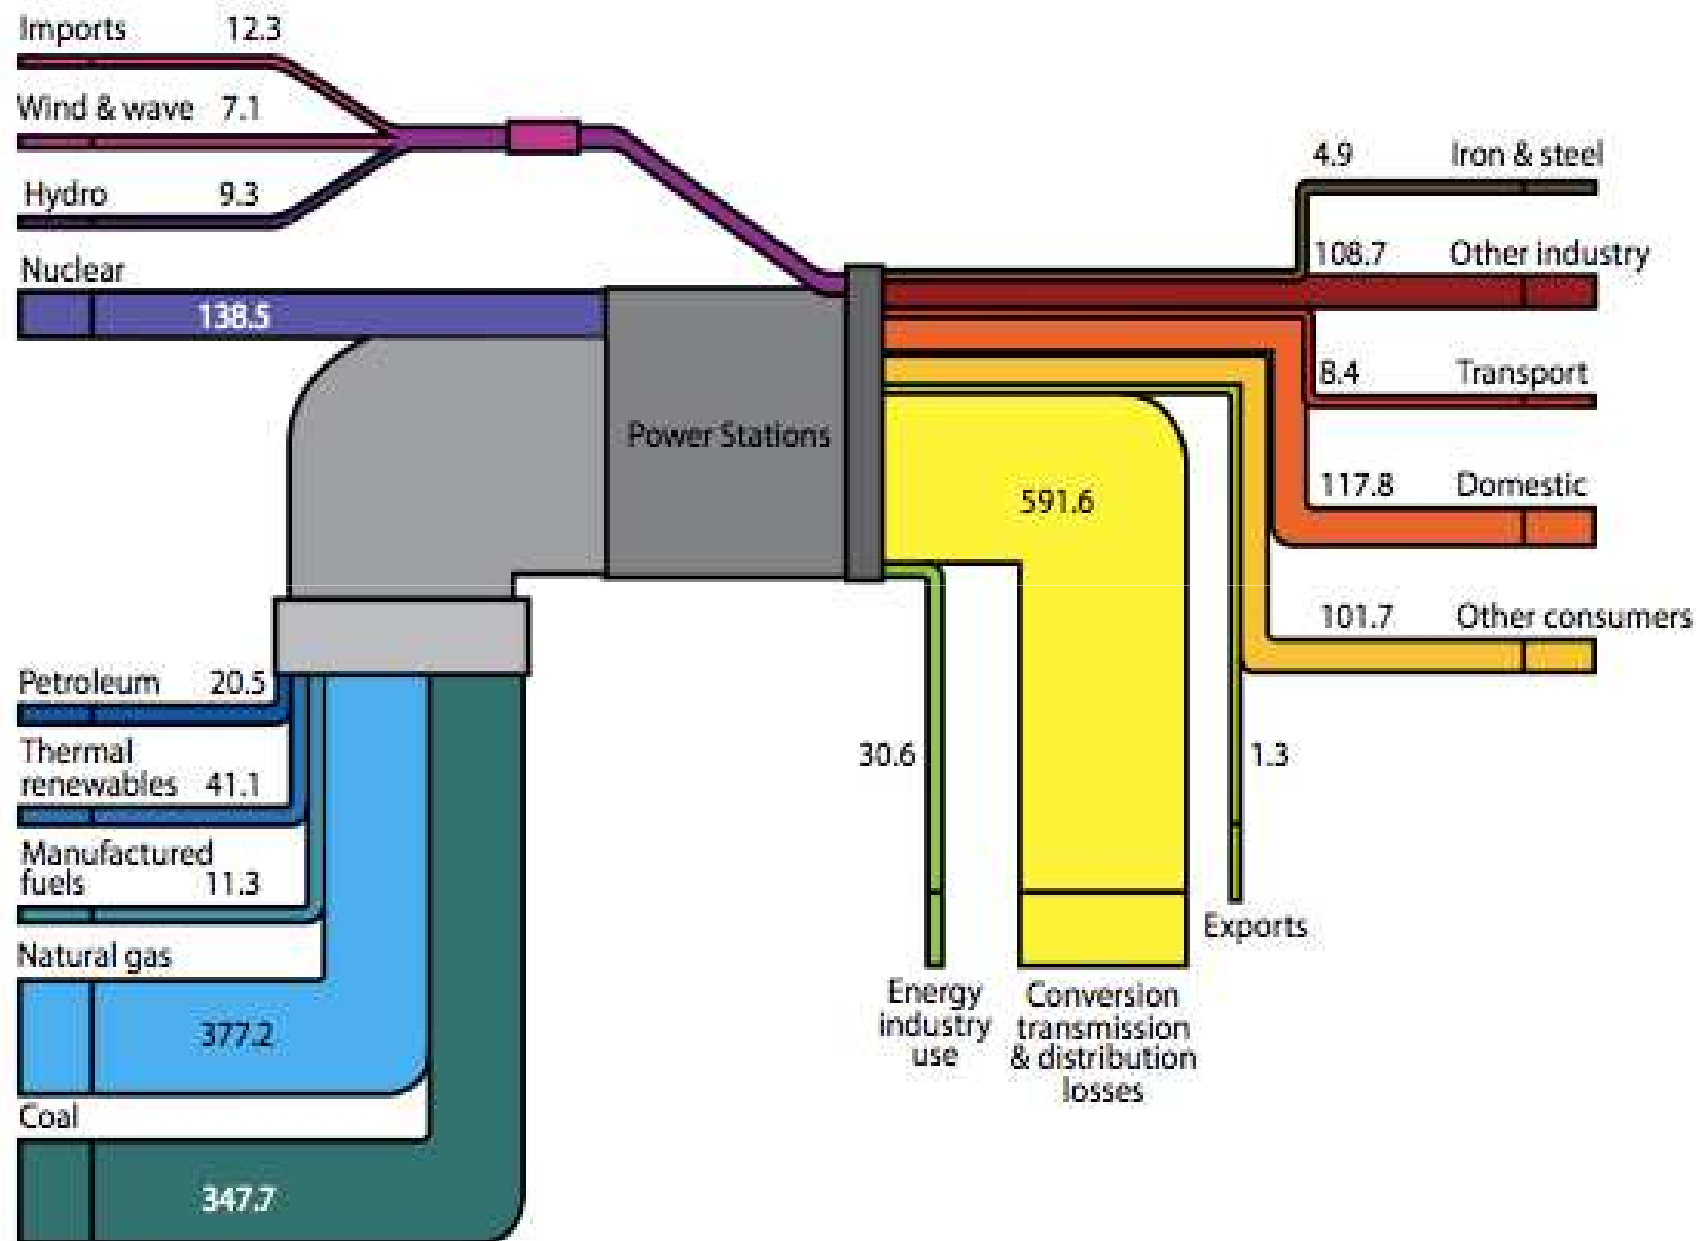 Imports 12.3
Wind & wave 7.1
Hydro 9.3
Nuclear
138.5
Petroleum 20.5
Thermal
renewables 41.1
Manufactured
fuels 11.3
Natural gas
377.2
Coal
347.7
Power Stations
591.6
30.6
Energy
industry
use
Conversion
transmission
& distribution
losses
1.3
Exports
4.9 Iron & steel
108.7 Other industry
8.4 Transport
117.8 Domestic
101.7 Other consumers